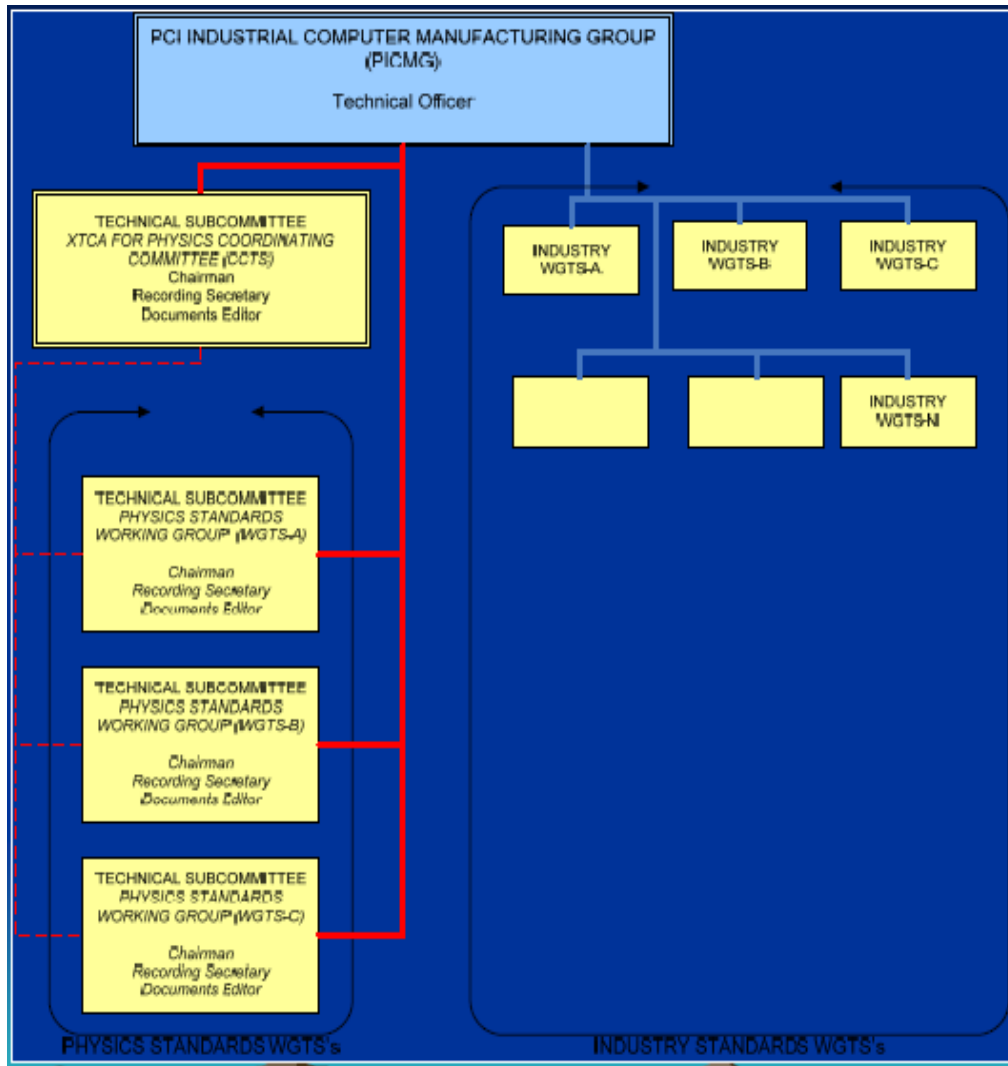 PCI INDUSTRIAL COMPUTER MANUFACTURING GROUP
(PICMG)
Technical Officer
TECHNICAL SUBCOMMITTEE
XTCA FOR PHYSICS COORDINATING
COMMITTEE (CCTS)
Chairman
Recording Secretary
Documents Editor
INDUSTRY
WGTS-A
INDUSTRY
WGTS-B
INDUSTRY
WGTS-C
INDUSTRY
WGTS-N
TECHNICAL SUBCOMMITTEE
PHYSICS STANDARDS
WORKING GROUP (WGTS-A)
Chairman
Recording Secretary
Documents Editor
TECHNICAL SUBCOMMITTEE
PHYSICS STANDARDS
WORKING GROUP (WGTS-B)
Chairman
Recording Secretary
Documents Editor
TECHNICAL SUBCOMMITTEE
PHYSICS STANDARDS
WORKING GROUP (WGTS-C)
Chairman
Recording Secretary
Documents Editor
PHYSICS STANDARDS WGTS's
INDUSTRY STANDARDS WGTS's